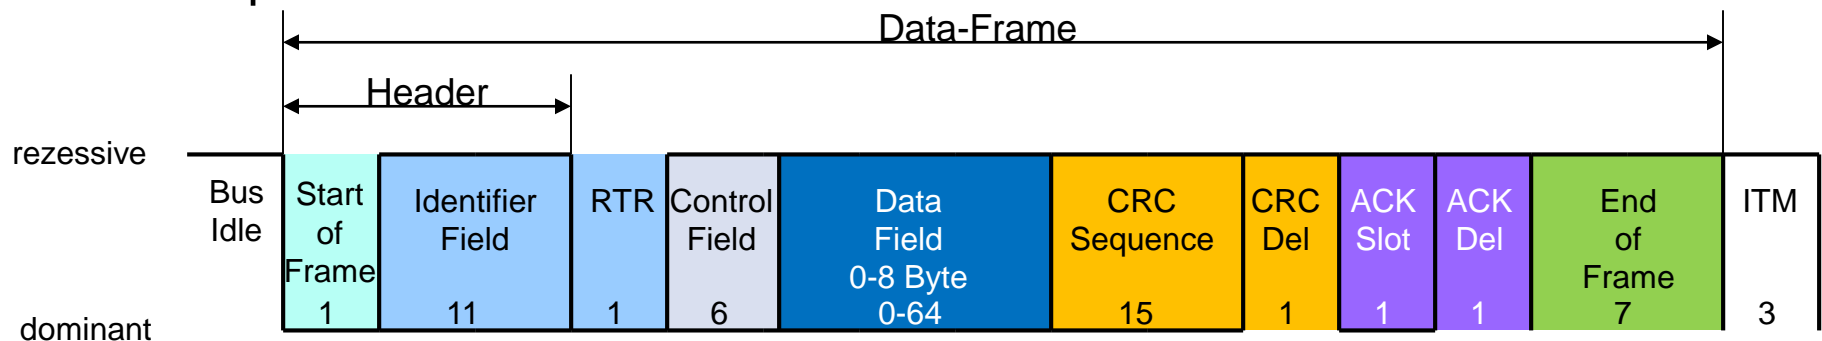 Data-Frame
Header
rezessive
Bus
Idle
Start
of
Frame
1
Identifier
Field
11
RTR
1
Control
Field
6
Data
Field
0-8 Byte
0-64
CRC
Sequence
15
CRC
Del
1
ACK
Slot
1
ACK
Del
1
End
of
Frame
7
ITM
3
dominant